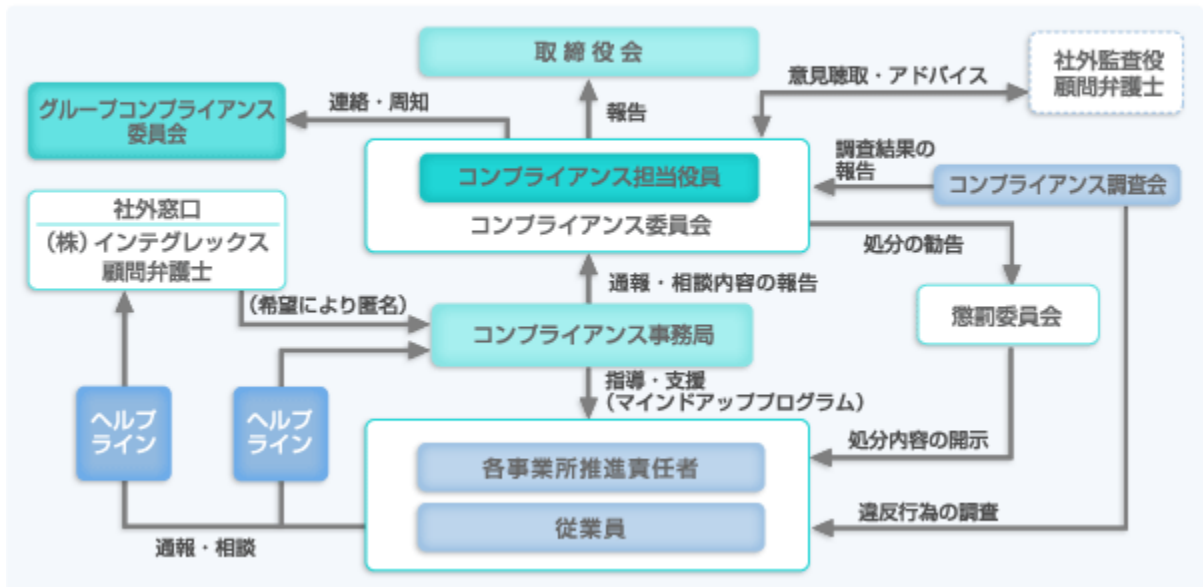 取締役会
社外監査役
顧問弁護士
意見聴取・アドバイス
グループコンプライアンス
委員会
連絡・周知
報告
コンプライアンス担当役員
コンプライアンス委員会
調査結果の
報告
コンプライアンス調査会
社外窓口
(株)インテグレックス
顧問弁護士
処分の勧告
(希望により匿名)
通報・相談内容の報告
懲罰委員会
コンプライアンス事務局
指導・支援
(マインドアッププログラム)
ヘルプ
ライン
ヘルプ
ライン
処分内容の開示
各事業所推進責任者
従業員
違反行為の調査
通報・相談